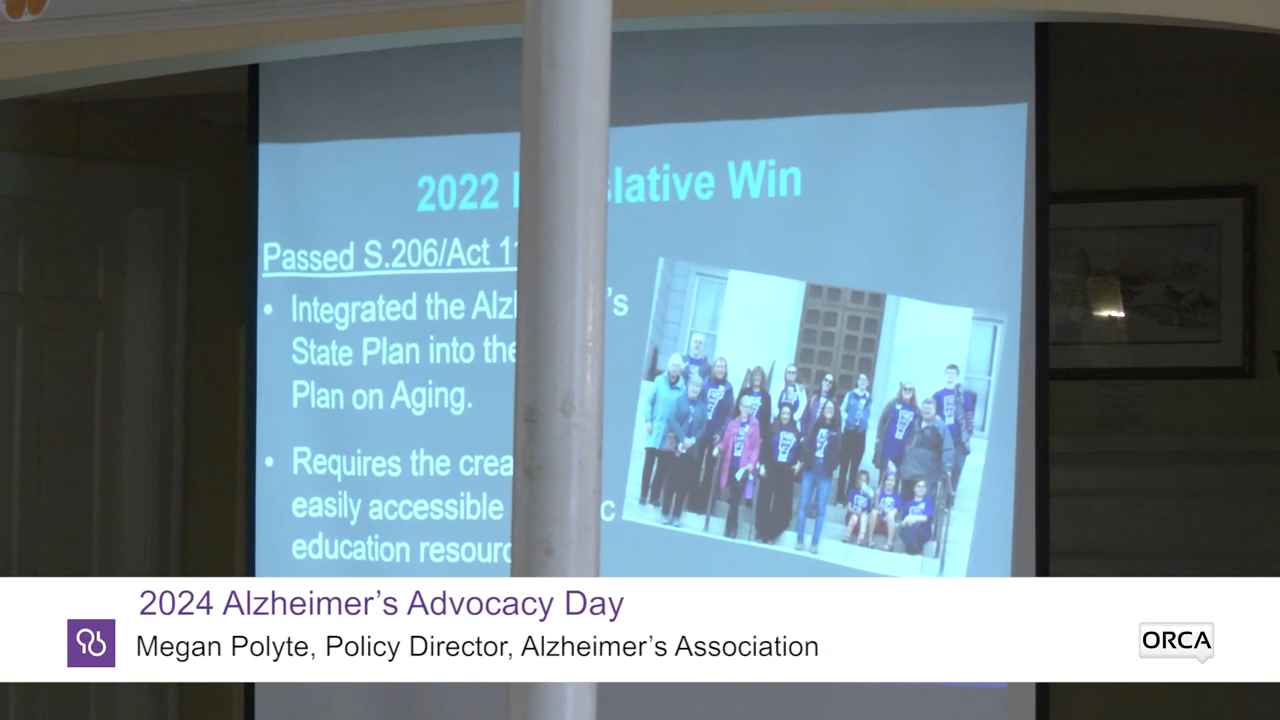 2022 lative Win
Passed S.206/Act 1
Integrated the Alz 's
State Plan into the
Plan on Aging.
Requires the crea
easily accessible c
education resourc
2024 Alzheimer's Advocacy Day
Megan Polyte, Policy Director, Alzheimer's Association
ORCA